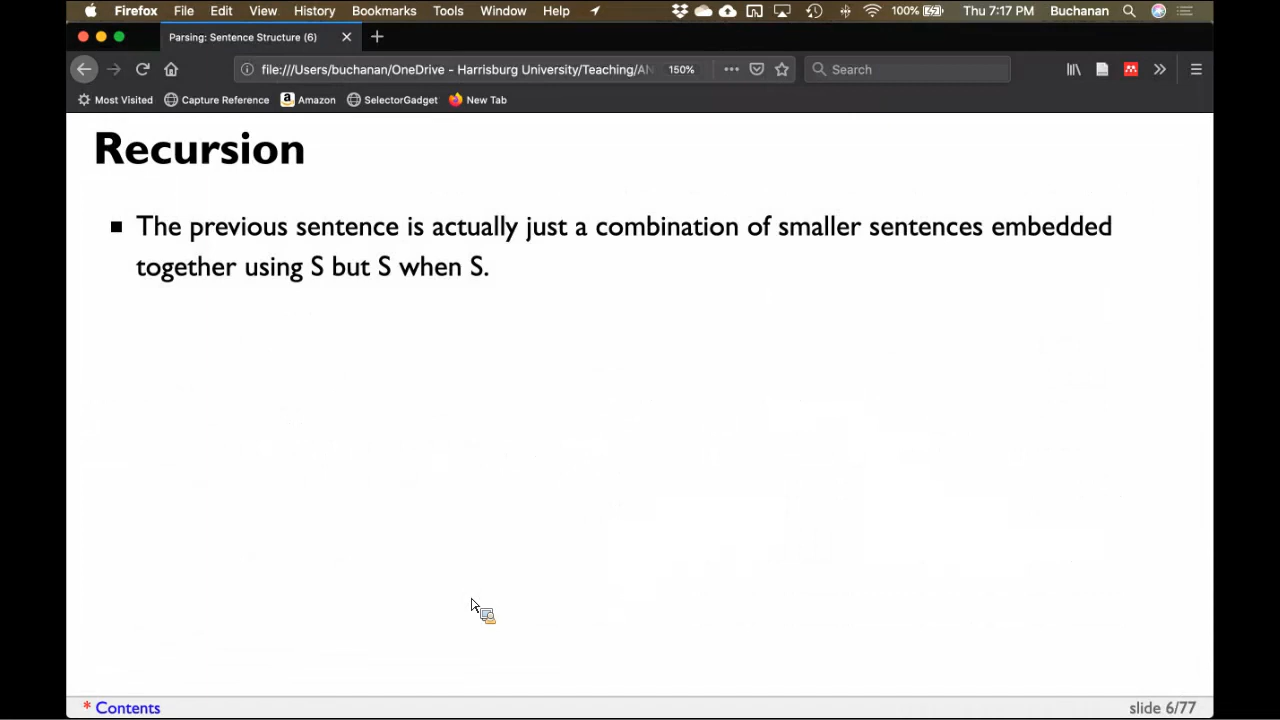 Firefox File Edit View History Bookmarks Tools Window Help 100% Thu 7:17 PM Buchanan
Parsing: Sentence Structure (6)
file:///Users/buchanan/OneDrive - Harrisburg University/Teaching/AN 150% Search
Most Visited Capture Reference Amazon SelectorGadget New Tab
Recursion
The previous sentence is actually just a combination of smaller sentences embedded
together using S but S when S.
* Contents slide 6/77